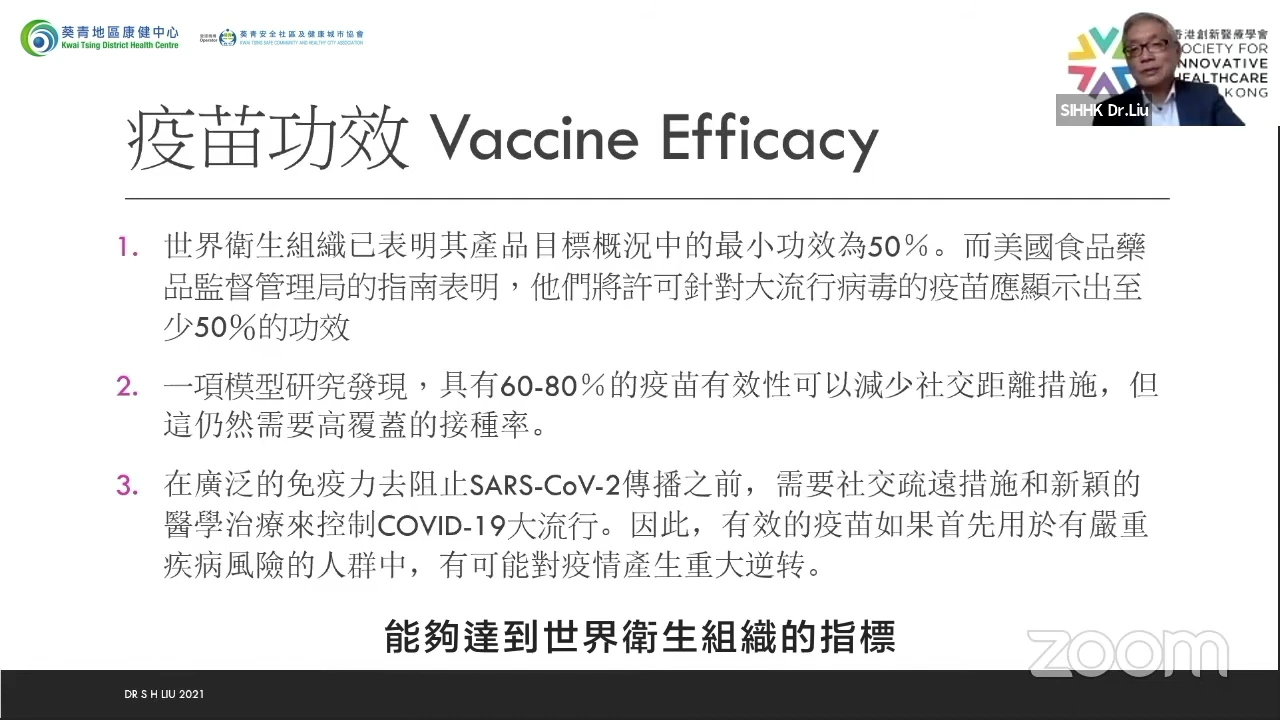 葵青地區康健中心
Kwai Tsing District Health Centre
營運機構
Operator
葵青安全社區及健康城市協會
KWAI TSING SAFE COMMUNITY AND HEALTHY CITY ASSOCIATION
香港創新醫療學會
SOCIETY FOR
INNOVATIVE
HEALTHCARE
KONG
SIHHK Dr.Liu
疫苗功效 Vaccine Efficacy
1. 世界衛生組織已表明其產品目標概況中的最小功效為50%。而美國食品藥
品監督管理局的指南表明，他們將許可針對大流行病毒的疫苗應顯示出至
少50%的功效
2. 一項模型研究發現，具有60-80%的疫苗有效性可以減少社交距離措施，但
這仍然需要高覆蓋的接種率。
3. 在廣泛的免疫力去阻止SARS-CoV-2傳播之前，需要社交疏遠措施和新穎的
醫學治療來控制COVID-19大流行。因此，有效的疫苗如果首先用於有嚴重
疾病風險的人群中，有可能對疫情產生重大逆转。
能夠達到世界衛生組織的指標
zoom
DR S H LIU 2021